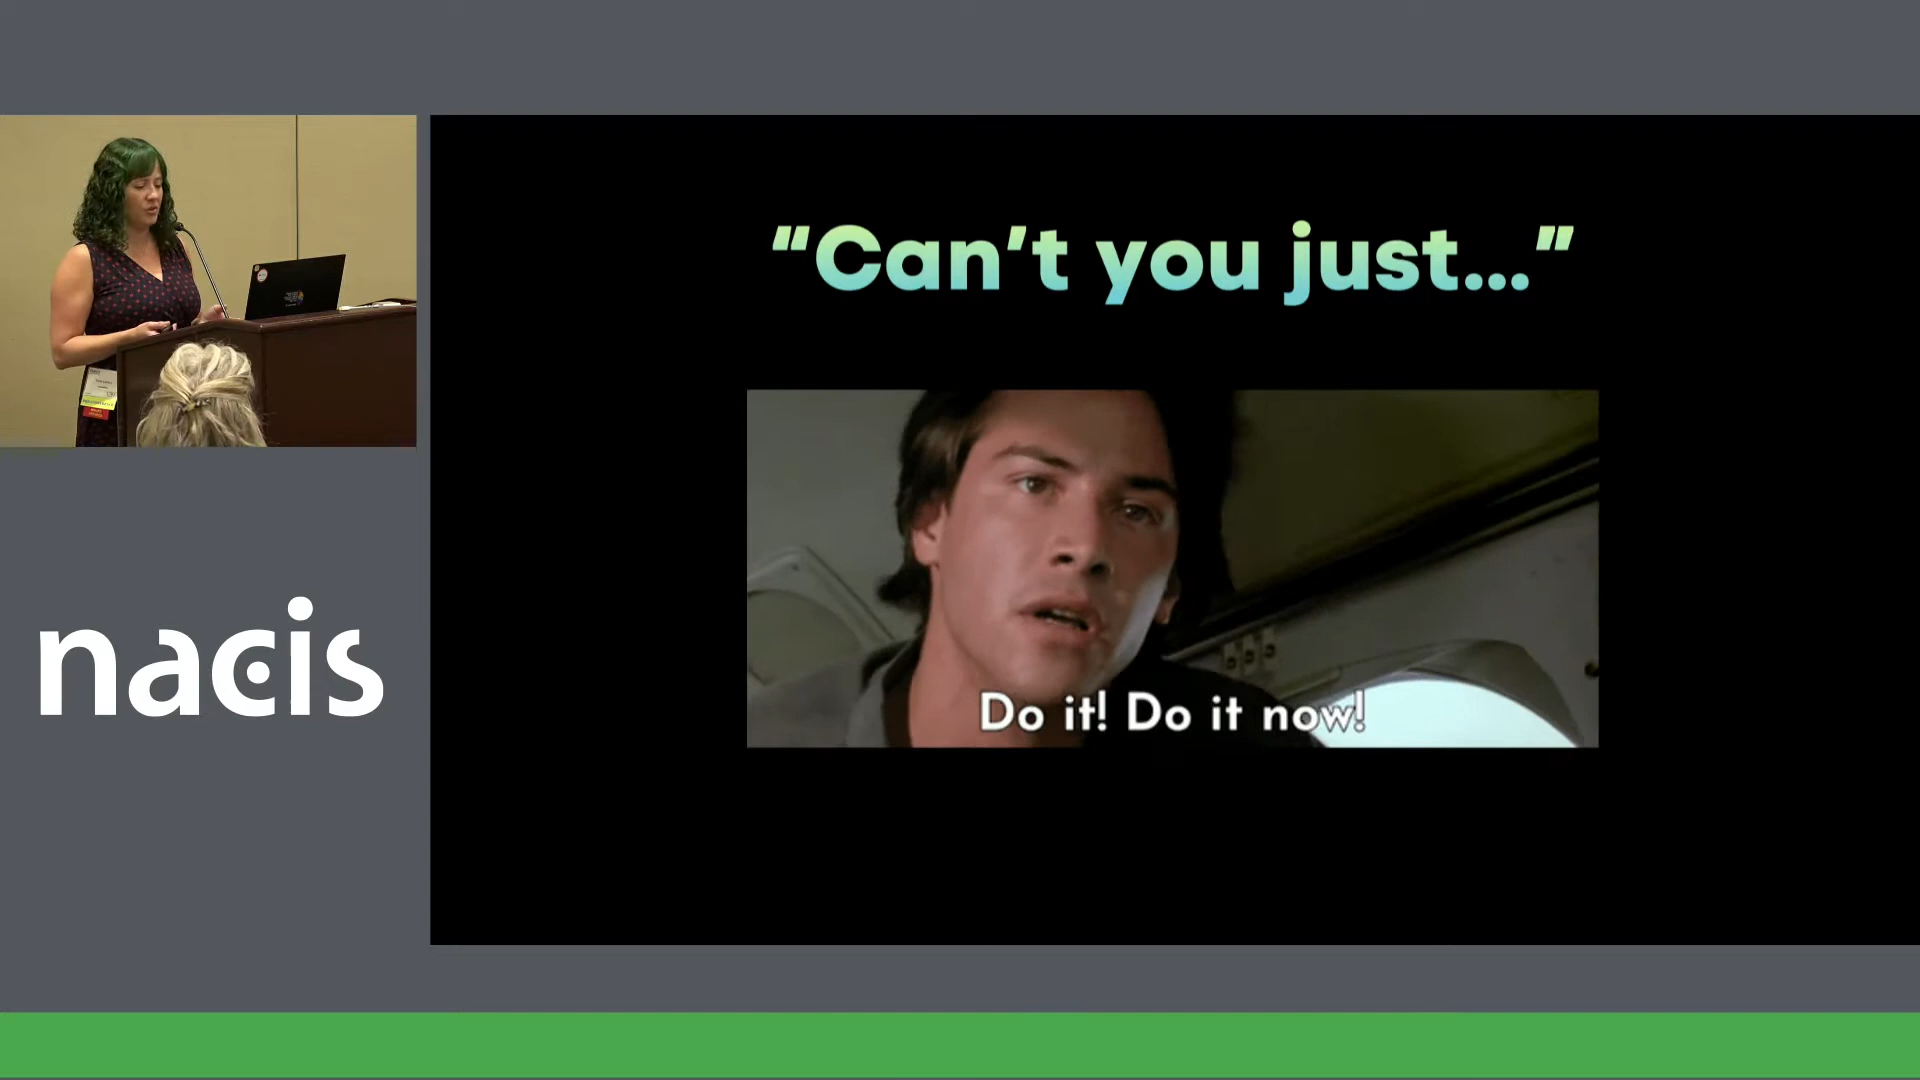 “Can’t you just...”
Do it! Do it now!
nacis